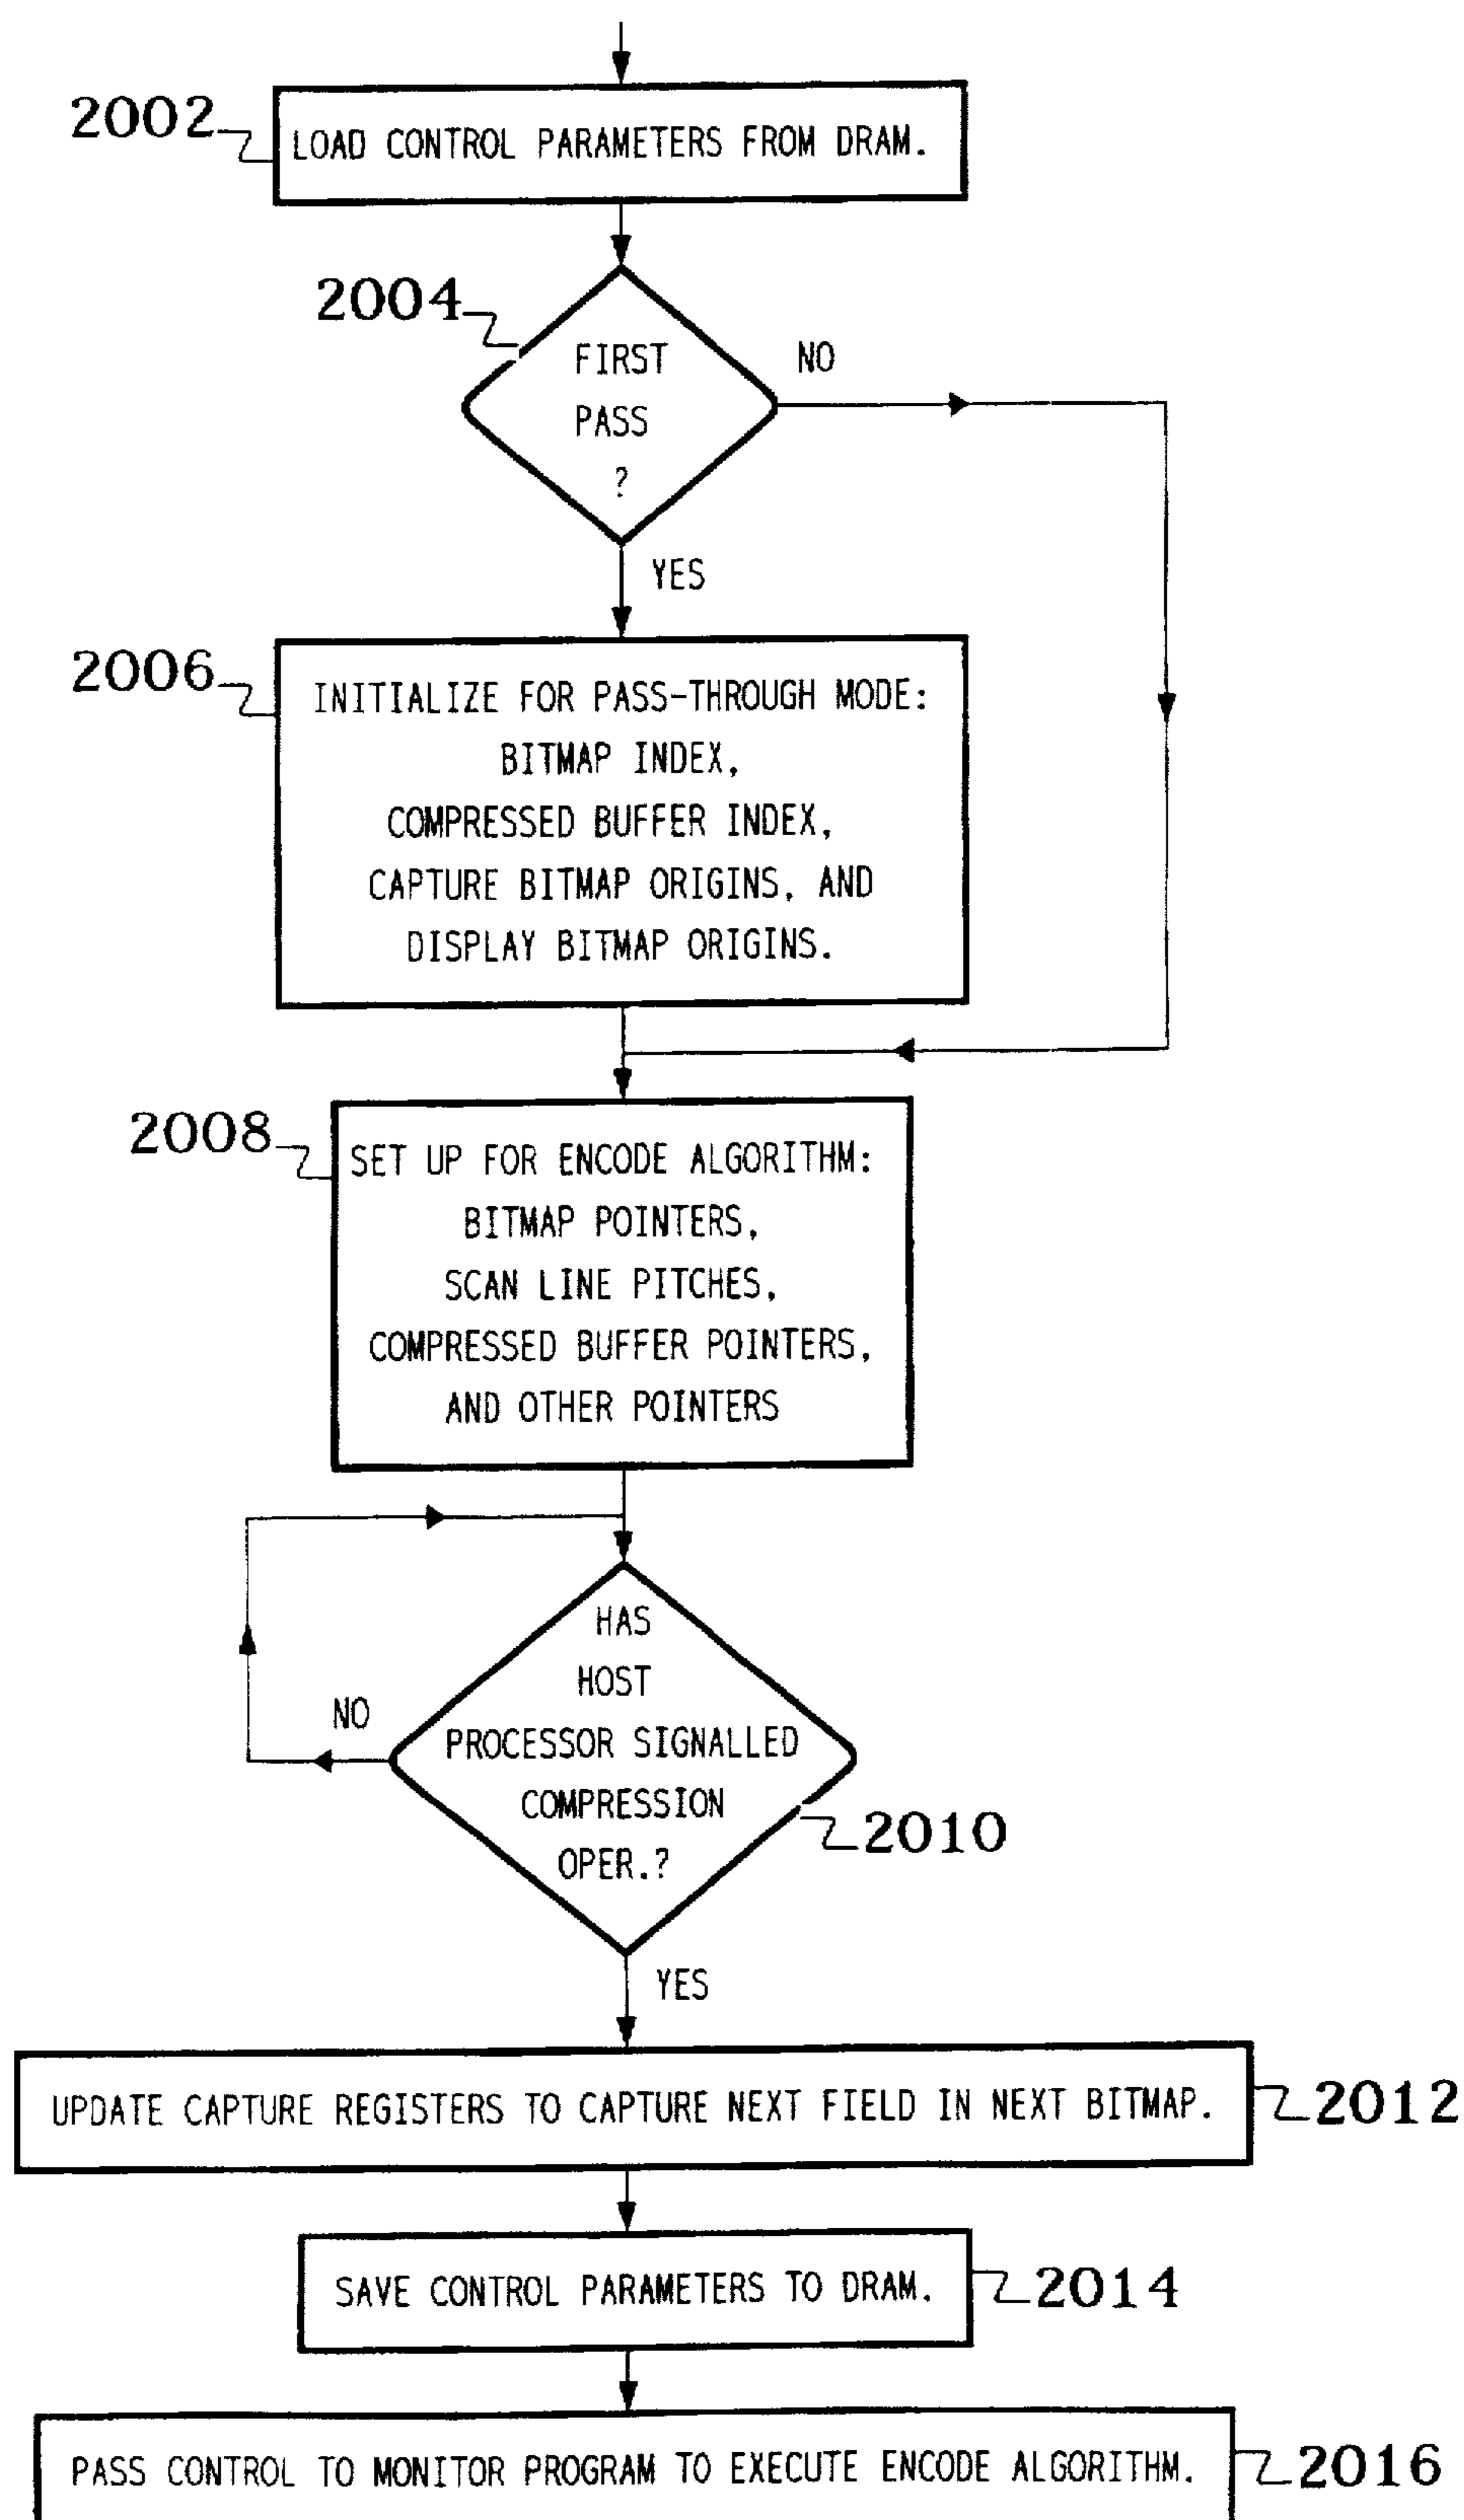 2002
LOAD CONTROL PARAMETERS FROM DRAM.
2004
FIRST
PASS
?
NO
YES
2006
INITIALIZE FOR PASS-THROUGH MODE:
BITMAP INDEX,
COMPRESSED BUFFER INDEX,
CAPTURE BITMAP ORIGINS, AND
DISPLAY BITMAP ORIGINS.
2008
SET UP FOR ENCODE ALGORITHM:
BITMAP POINTERS,
SCAN LINE PITCHES,
COMPRESSED BUFFER POINTERS,
AND OTHER POINTERS
HAS
HOST
PROCESSOR SIGNALLED
COMPRESSION
OPER.?
NO
2010
YES
UPDATE CAPTURE REGISTERS TO CAPTURE NEXT FIELD IN NEXT BITMAP.
2012
SAVE CONTROL PARAMETERS TO DRAM.
2014
PASS CONTROL TO MONITOR PROGRAM TO EXECUTE ENCODE ALGORITHM.
2016